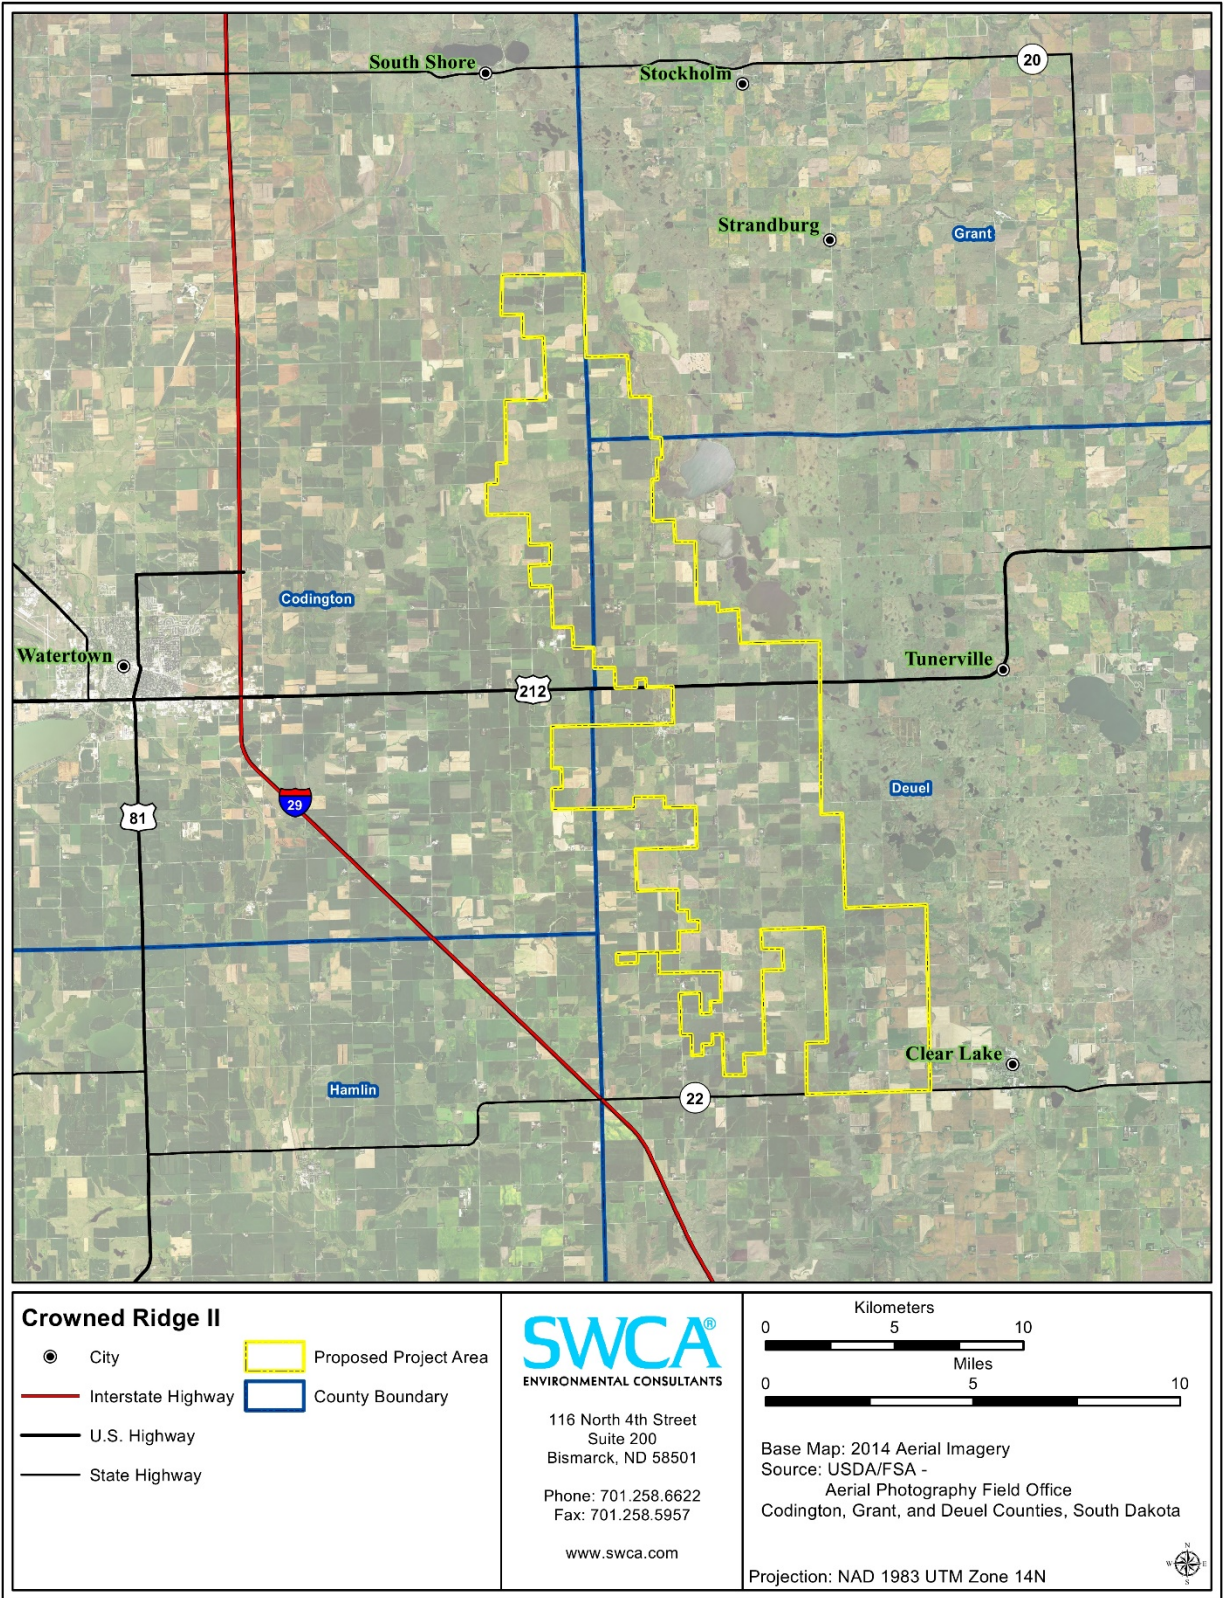 South Shore
Stockholm
20
Strandburg
Grant
Codington
Watertown
Tunerville
212
Deuel
29
81
Clear Lake
Hamlin
22
Crowned Ridge II
City
Proposed Project Area
Interstate Highway
County Boundary
U.S. Highway
State Highway
SWCA®
ENVIRONMENTAL CONSULTANTS
116 North 4th Street
Suite 200
Bismarck, ND 58501
Phone: 701.258.6622
Fax: 701.258.5957
www.swca.com
Kilometers
0 5 10
Miles
0 5 10
Base Map: 2014 Aerial Imagery
Source: USDA/FSA -
Aerial Photography Field Office
Codington, Grant, and Deuel Counties, South Dakota
N
W E
S
Projection: NAD 1983 UTM Zone 14N